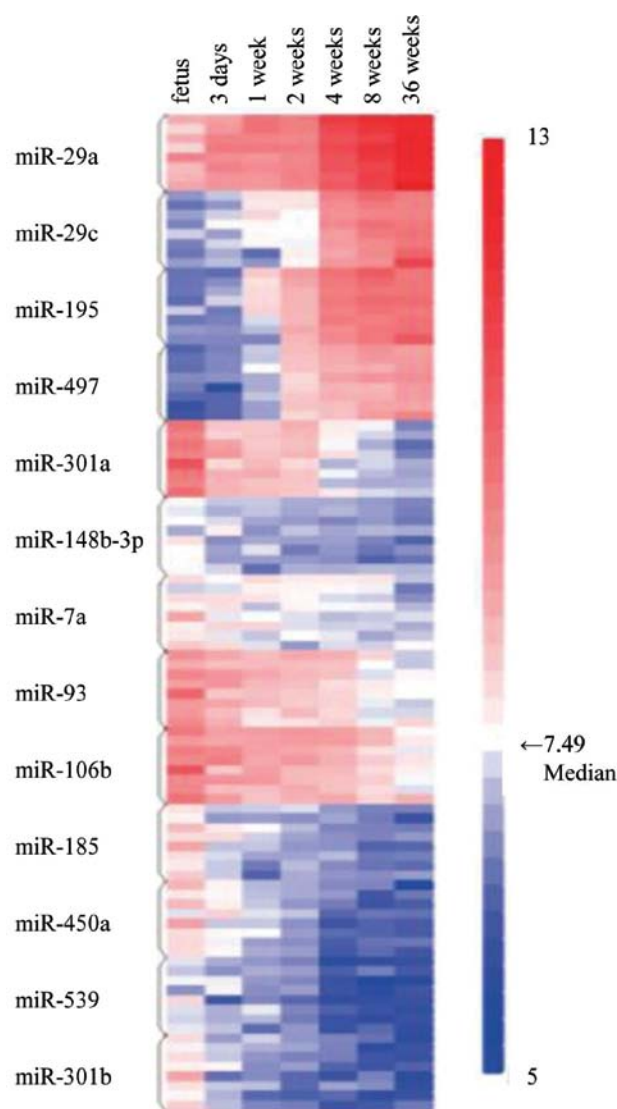 fetus
3 days
1 week
2 weeks
4 weeks
8 weeks
36 weeks
13
miR-29a
miR-29c
miR-195
miR-497
miR-301a
miR-148b-3p
miR-7a
miR-93
miR-106b
←7.49
Median
miR-185
miR-450a
miR-539
miR-301b
5